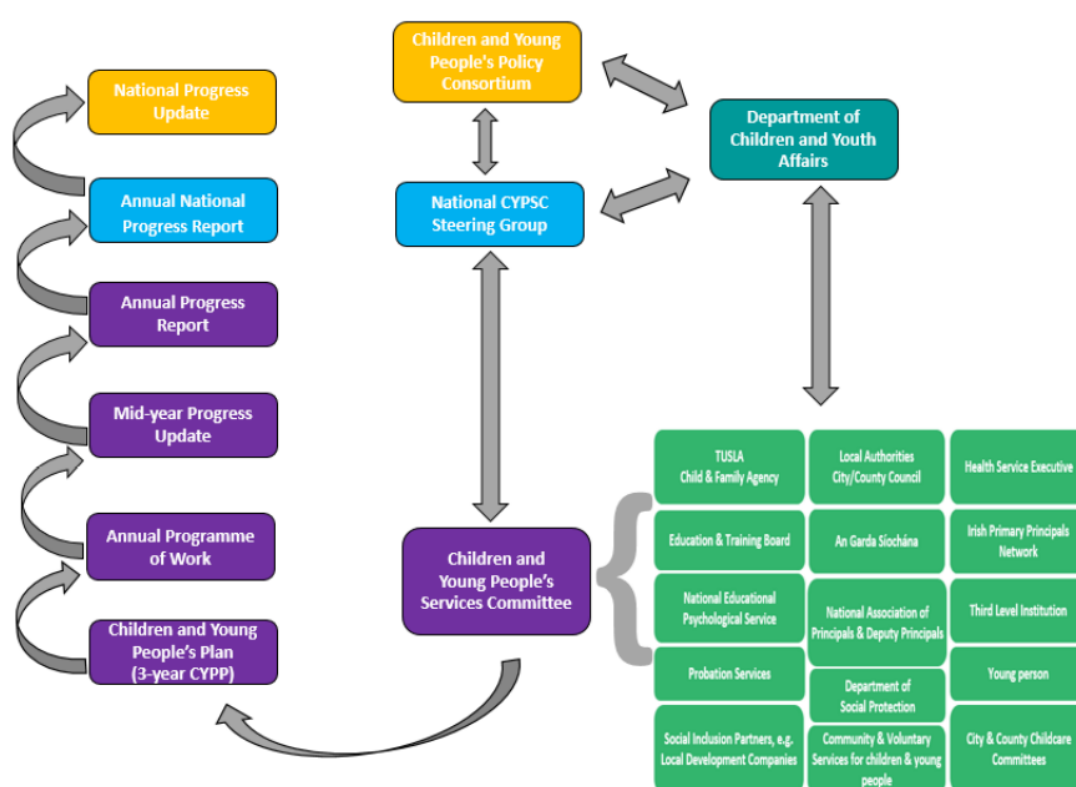 National Progress
Update
Annual National
Progress Report
Annual Progress
Report
Mid-year Progress
Update
Annual Programme
of Work
Children and Young
People's Plan
(3-year CYPP)
Children and Young
People's Policy
Consortium
National CYPSC
Steering Group
Department of
Children and Youth
Affairs
Children and
Young People's
Services Committee
TUSLA
Child & Family Agency
Local Authorities
City/County Council
Health Service Executive
Education & Training Board
An Garda Síochána
Irish Primary Principals
Network
National Educational
Psychological Service
National Association of
Principals & Deputy Principals
Third Level Institution
Probation Services
Department of
Social Protection
Young person
Social Inclusion Partners, e.g.
Local Development Companies
Community & Voluntary
Services for children & young
people
City & County Childcare
Committees